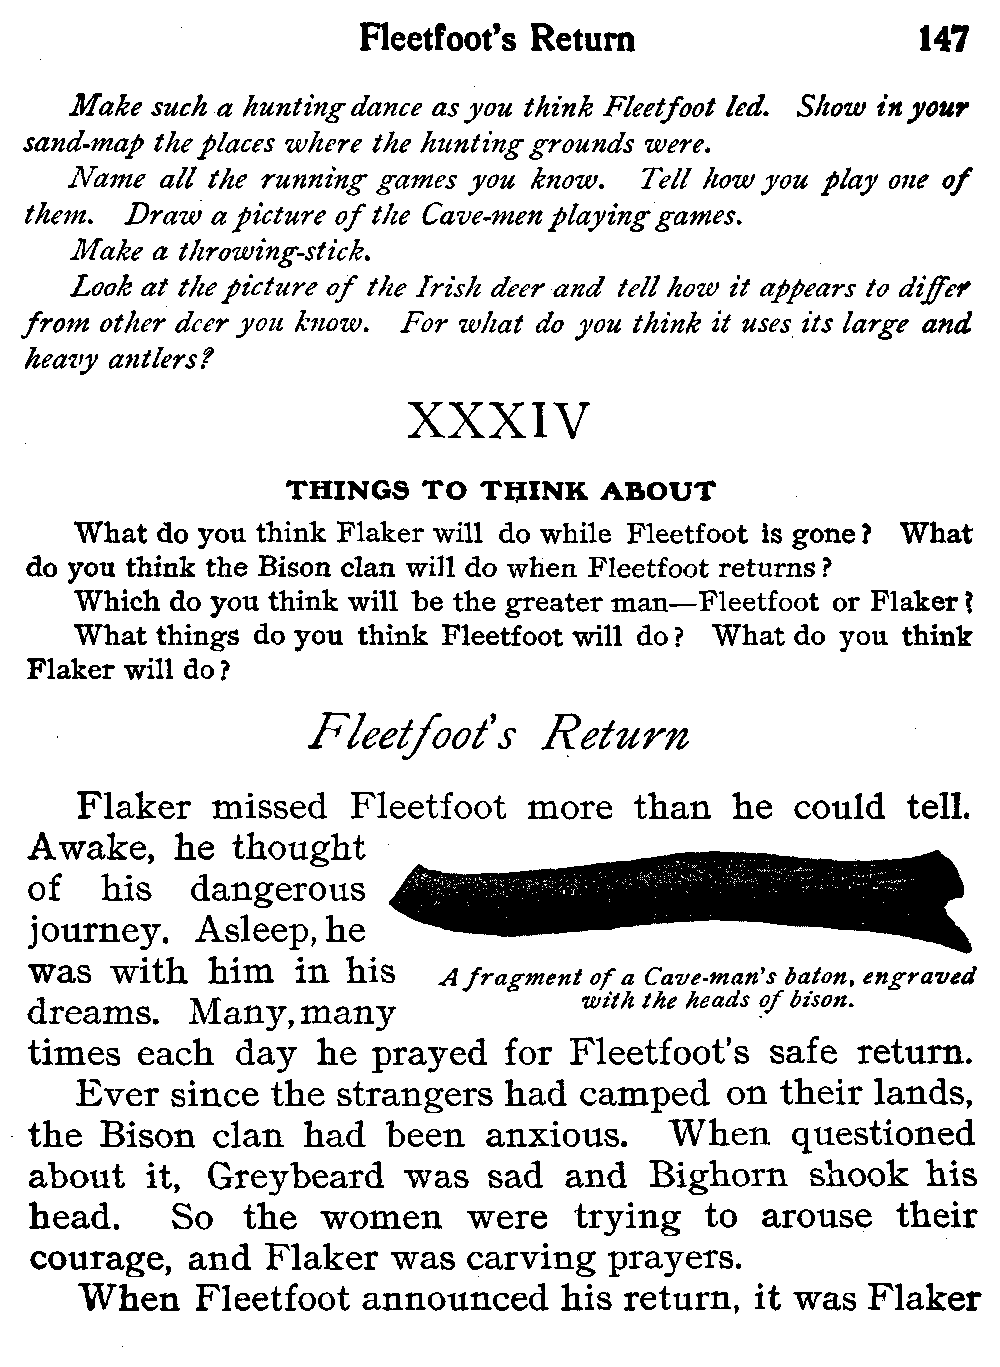 Fleetfoot's Return 147
Make such a hunting dance as you think Fleetfoot led. Show in your
sand-map the places where the hunting grounds were.
Name all the running games you know. Tell how you play one of
them. Draw a picture of the Cave-men playing games.
Make a throwing-stick.
Look at the picture of the Irish deer and tell how it appears to differ
from other deer you know. For what do you think it uses its large and
heavy antlers?
XXXIV
THINGS TO THINK ABOUT
What do you think Flaker will do while Fleetfoot is gone? What
do you think the Bison clan will do when Fleetfoot returns?
Which do you think will be the greater man—Fleetfoot or Flaker?
What things do you think Fleetfoot will do? What do you think
Flaker will do?
Fleetfoot's Return
Flaker missed Fleetfoot more than he could tell.
Awake, he thought
of his dangerous
journey. Asleep, he
was with him in his
dreams. Many, many
A fragment of a Cave-man's baton, engraved
with the heads of bison.
times each day he prayed for Fleetfoot's safe return.
Ever since the strangers had camped on their lands,
the Bison clan had been anxious. When questioned
about it, Greybeard was sad and Bighorn shook his
head. So the women were trying to arouse their
courage, and Flaker was carving prayers.
When Fleetfoot announced his return, it was Flaker